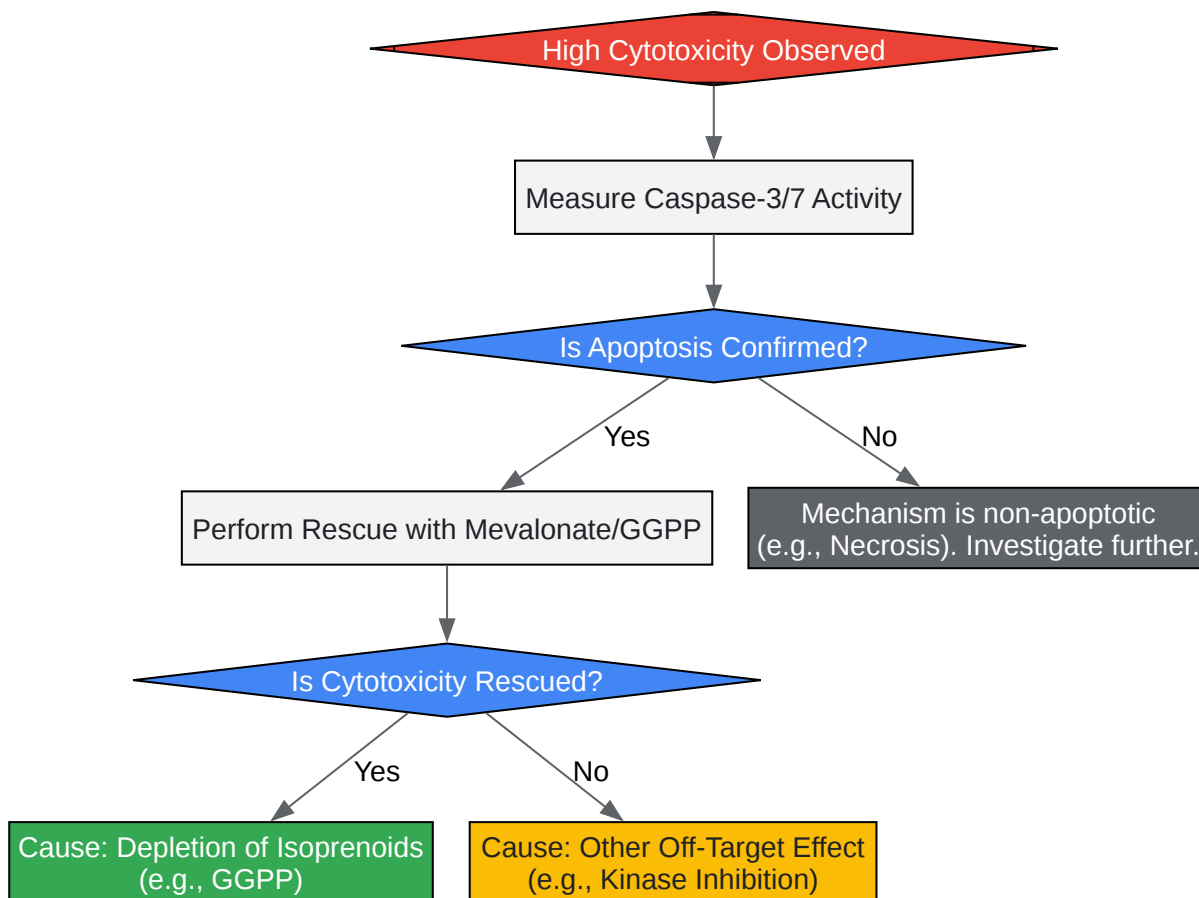 High Cytotoxicity Observed
Measure Caspase-3/7 Activity
Is Apoptosis Confirmed?
Yes
No
Perform Rescue with Mevalonate/GGPP
Mechanism is non-apoptotic
(e.g., Necrosis). Investigate further.
Is Cytotoxicity Rescued?
Yes
No
Cause: Depletion of Isoprenoids
(e.g., GGPP)
Cause: Other Off-Target Effect
(e.g., Kinase Inhibition)